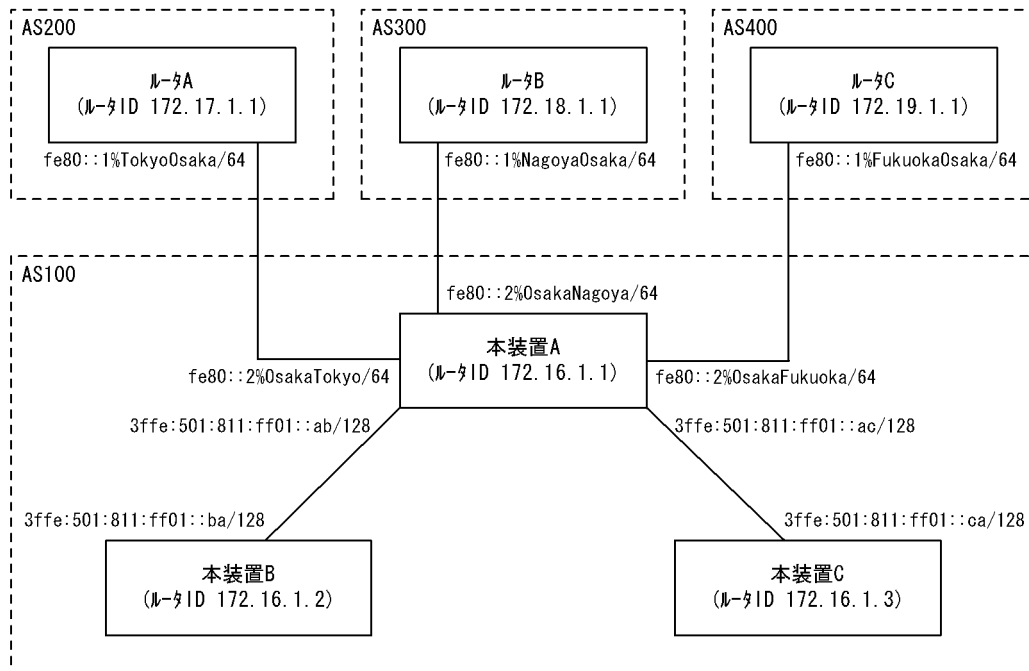 AS200
AS300
AS400
ルータA
(ルータID 172.17.1.1)
ルータB
(ルータID 172.18.1.1)
ルータC
(ルータID 172.19.1.1)
fe80::1%TokyoOsaka/64
fe80::1%NagoyaOsaka/64
fe80::1%FukuokaOsaka/64
AS100
fe80::2%OsakaNagoya/64
本装置A
(ルータID 172.16.1.1)
fe80::2%OsakaTokyo/64
fe80::2%OsakaFukuoka/64
3ffe:501:811:ff01::ab/128
3ffe:501:811:ff01::ac/128
3ffe:501:811:ff01::ba/128
3ffe:501:811:ff01::ca/128
本装置B
(ルータID 172.16.1.2)
本装置C
(ルータID 172.16.1.3)